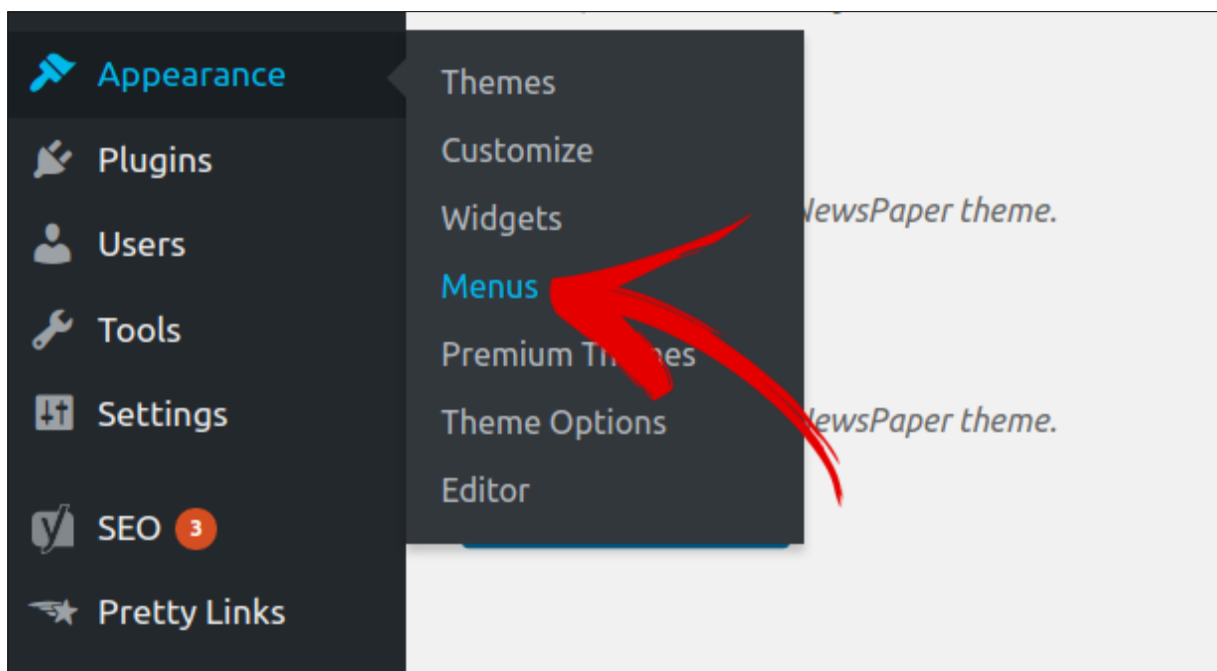 Appearance
Plugins
Users
Tools
Settings
SEO 3
Pretty Links
Themes
Customize
Widgets
Menus
Premium Themes
Theme Options
Editor
NewsPaper theme.
NewsPaper theme.